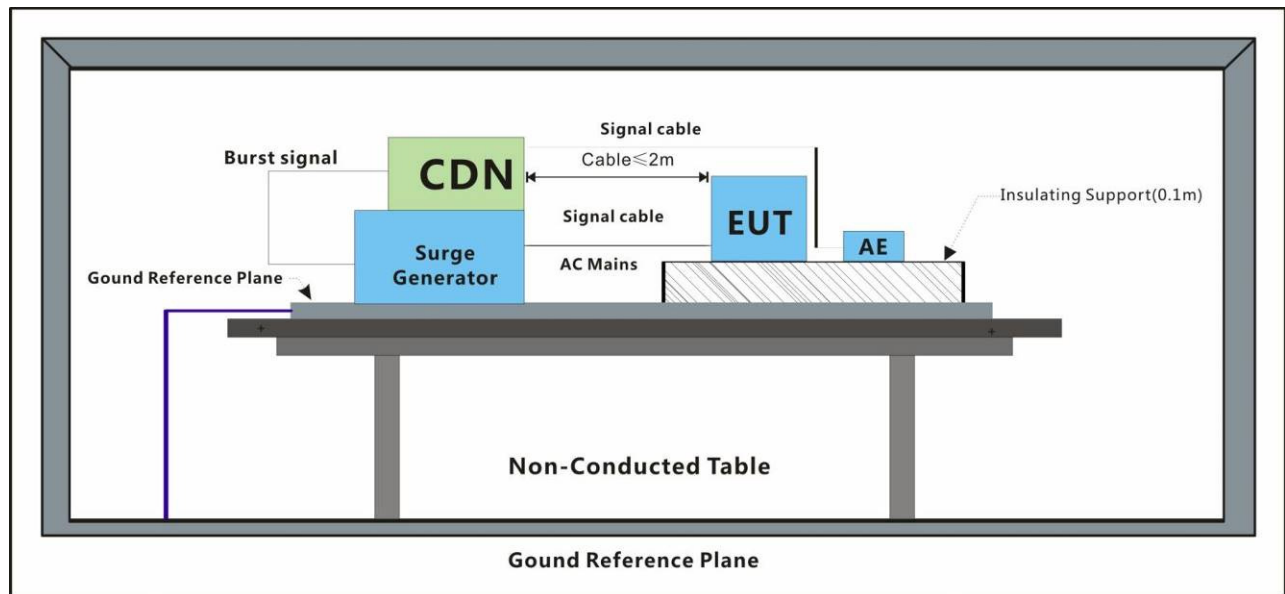 Signal cable
Burst signal
CDN
Cable≤2m
Insulating Support(0.1m)
Signal cable
EUT
Surge
Generator
AC Mains
AE
Gound Reference Plane
Non-Conducted Table
Gound Reference Plane